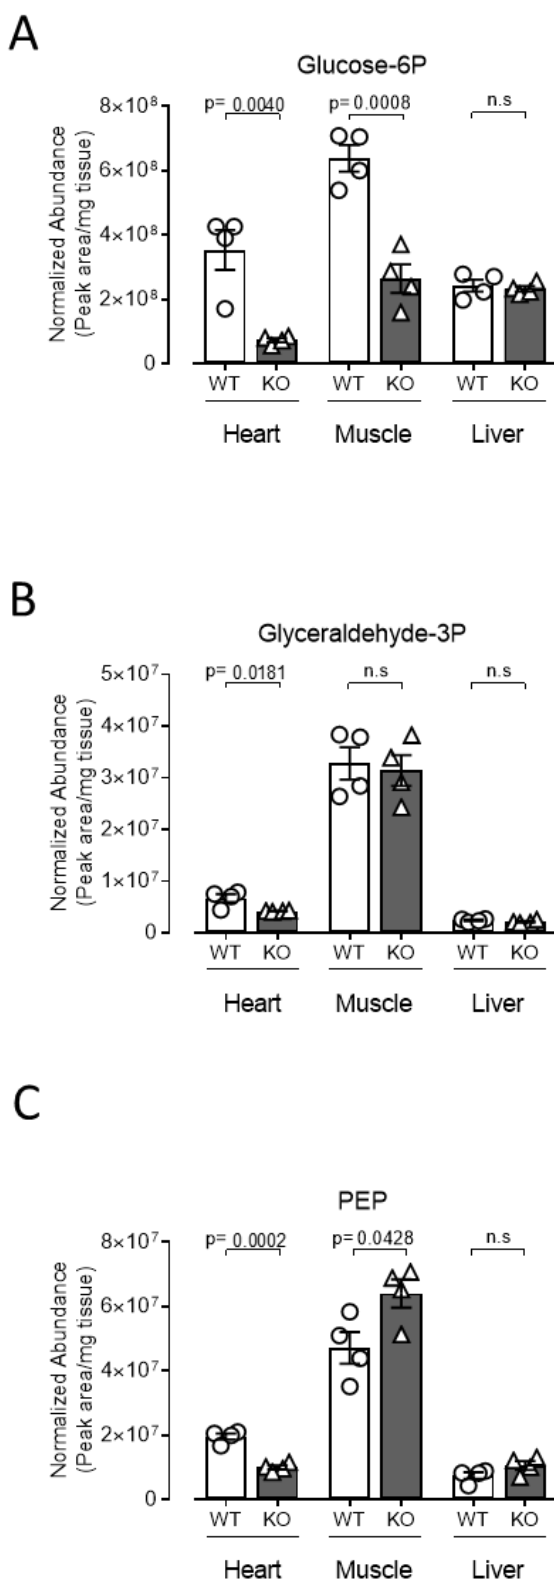 A
Glucose-6P
Normalized Abundance
(Peak area/mg tissue)
8×10⁸
6×10⁸
4×10⁸
2×10⁸
0
p= 0.0040
p= 0.0008
n.s
WT KO WT KO WT KO
Heart Muscle Liver
B
Glyceraldehyde-3P
Normalized Abundance
(Peak area/mg tissue)
5×10⁷
4×10⁷
3×10⁷
2×10⁷
1×10⁷
0
p= 0.0181
n.s
n.s
WT KO WT KO WT KO
Heart Muscle Liver
C
PEP
Normalized Abundance
(Peak area/mg tissue)
8×10⁷
6×10⁷
4×10⁷
2×10⁷
0
p= 0.0002
p= 0.0428
n.s
WT KO WT KO WT KO
Heart Muscle Liver